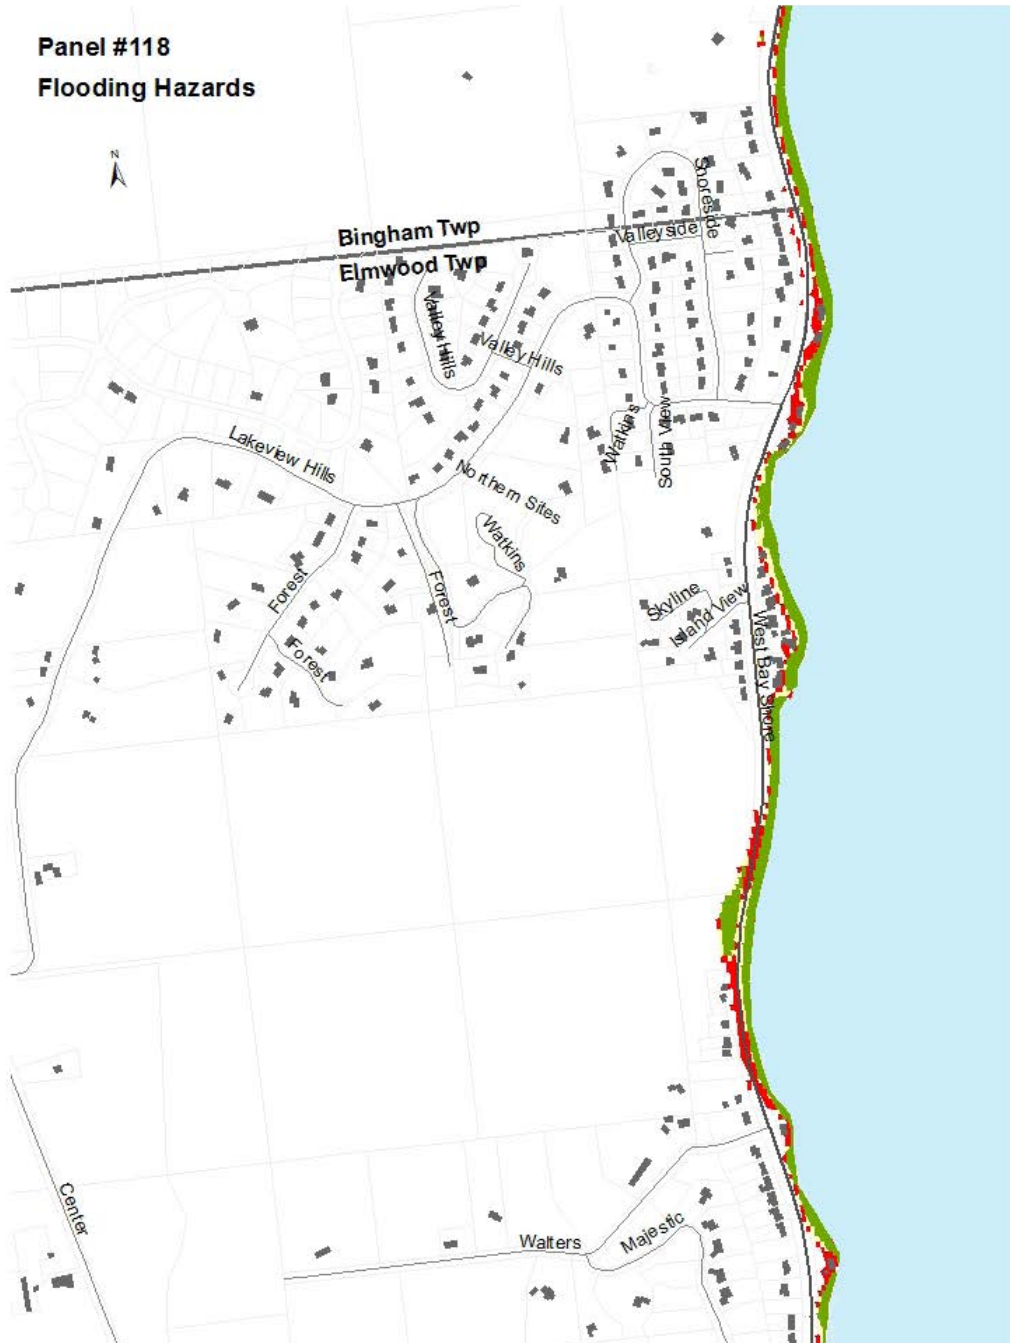 Panel #118
Flooding Hazards
N
Shoreside
Bingham Twp
Valleyside
Elmwood Twp
Valley Hills
Valley Hills
Watkins
South View
Lakeview Hills
Northern Sites
Watkins
Forest
Forest
Skyline
Island View
West Bay Shore
Forest
Center
Walters
Majestic